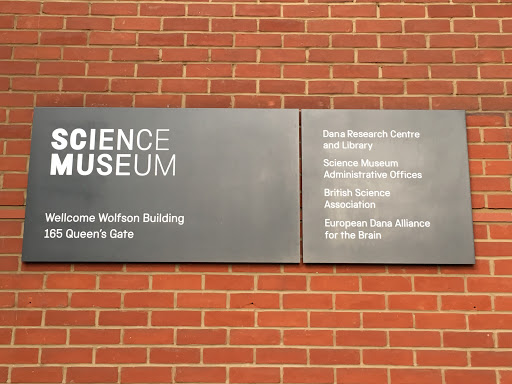 SCIENCE
MUSEUM
Wellcome Wolfson Building
165 Queen's Gate
Dana Research Centre
and Library
Science Museum
Administrative Offices
British Science
Association
European Dana Alliance
for the Brain